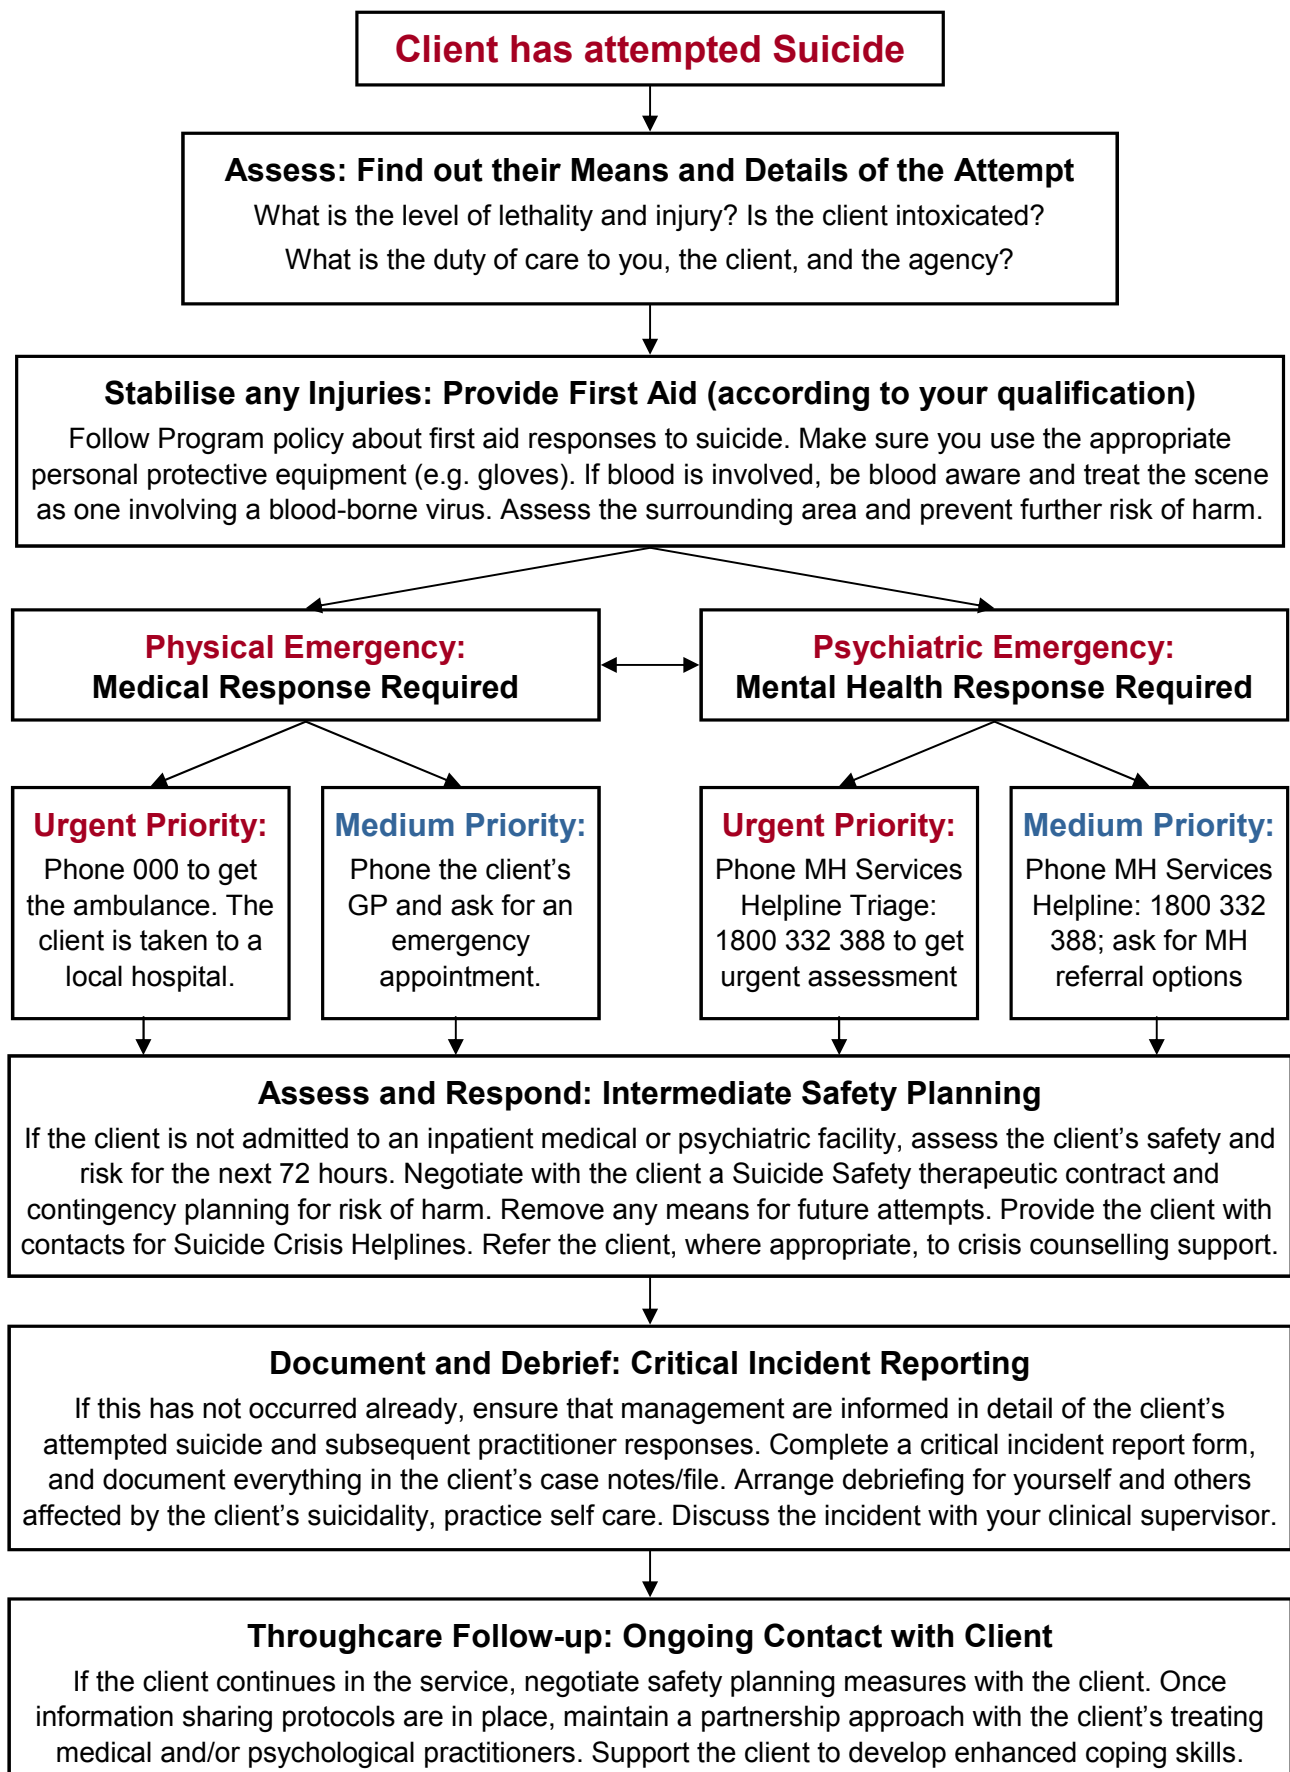 Client has attempted Suicide
Assess: Find out their Means and Details of the Attempt
What is the level of lethality and injury? Is the client intoxicated?
What is the duty of care to you, the client, and the agency?
Stabilise any Injuries: Provide First Aid (according to your qualification)
Follow Program policy about first aid responses to suicide. Make sure you use the appropriate
personal protective equipment (e.g. gloves). If blood is involved, be blood aware and treat the scene
as one involving a blood-borne virus. Assess the surrounding area and prevent further risk of harm.
Physical Emergency:
Medical Response Required
Psychiatric Emergency:
Mental Health Response Required
Urgent Priority:
Phone 000 to get
the ambulance. The
client is taken to a
local hospital.
Medium Priority:
Phone the client’s
GP and ask for an
emergency
appointment.
Urgent Priority:
Phone MH Services
Helpline Triage:
1800 332 388 to get
urgent assessment
Medium Priority:
Phone MH Services
Helpline: 1800 332
388; ask for MH
referral options
Assess and Respond: Intermediate Safety Planning
If the client is not admitted to an inpatient medical or psychiatric facility, assess the client’s safety and
risk for the next 72 hours. Negotiate with the client a Suicide Safety therapeutic contract and
contingency planning for risk of harm. Remove any means for future attempts. Provide the client with
contacts for Suicide Crisis Helplines. Refer the client, where appropriate, to crisis counselling support.
Document and Debrief: Critical Incident Reporting
If this has not occurred already, ensure that management are informed in detail of the client’s
attempted suicide and subsequent practitioner responses. Complete a critical incident report form,
and document everything in the client’s case notes/file. Arrange debriefing for yourself and others
affected by the client’s suicidality, practice self care. Discuss the incident with your clinical supervisor.
Throughcare Follow-up: Ongoing Contact with Client
If the client continues in the service, negotiate safety planning measures with the client. Once
information sharing protocols are in place, maintain a partnership approach with the client’s treating
medical and/or psychological practitioners. Support the client to develop enhanced coping skills.